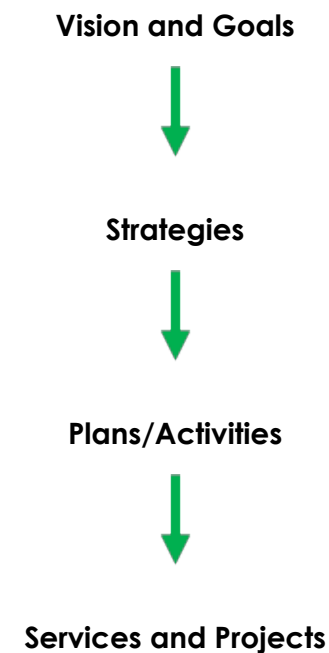 Vision and Goals
Strategies
Plans/Activities
Services and Projects